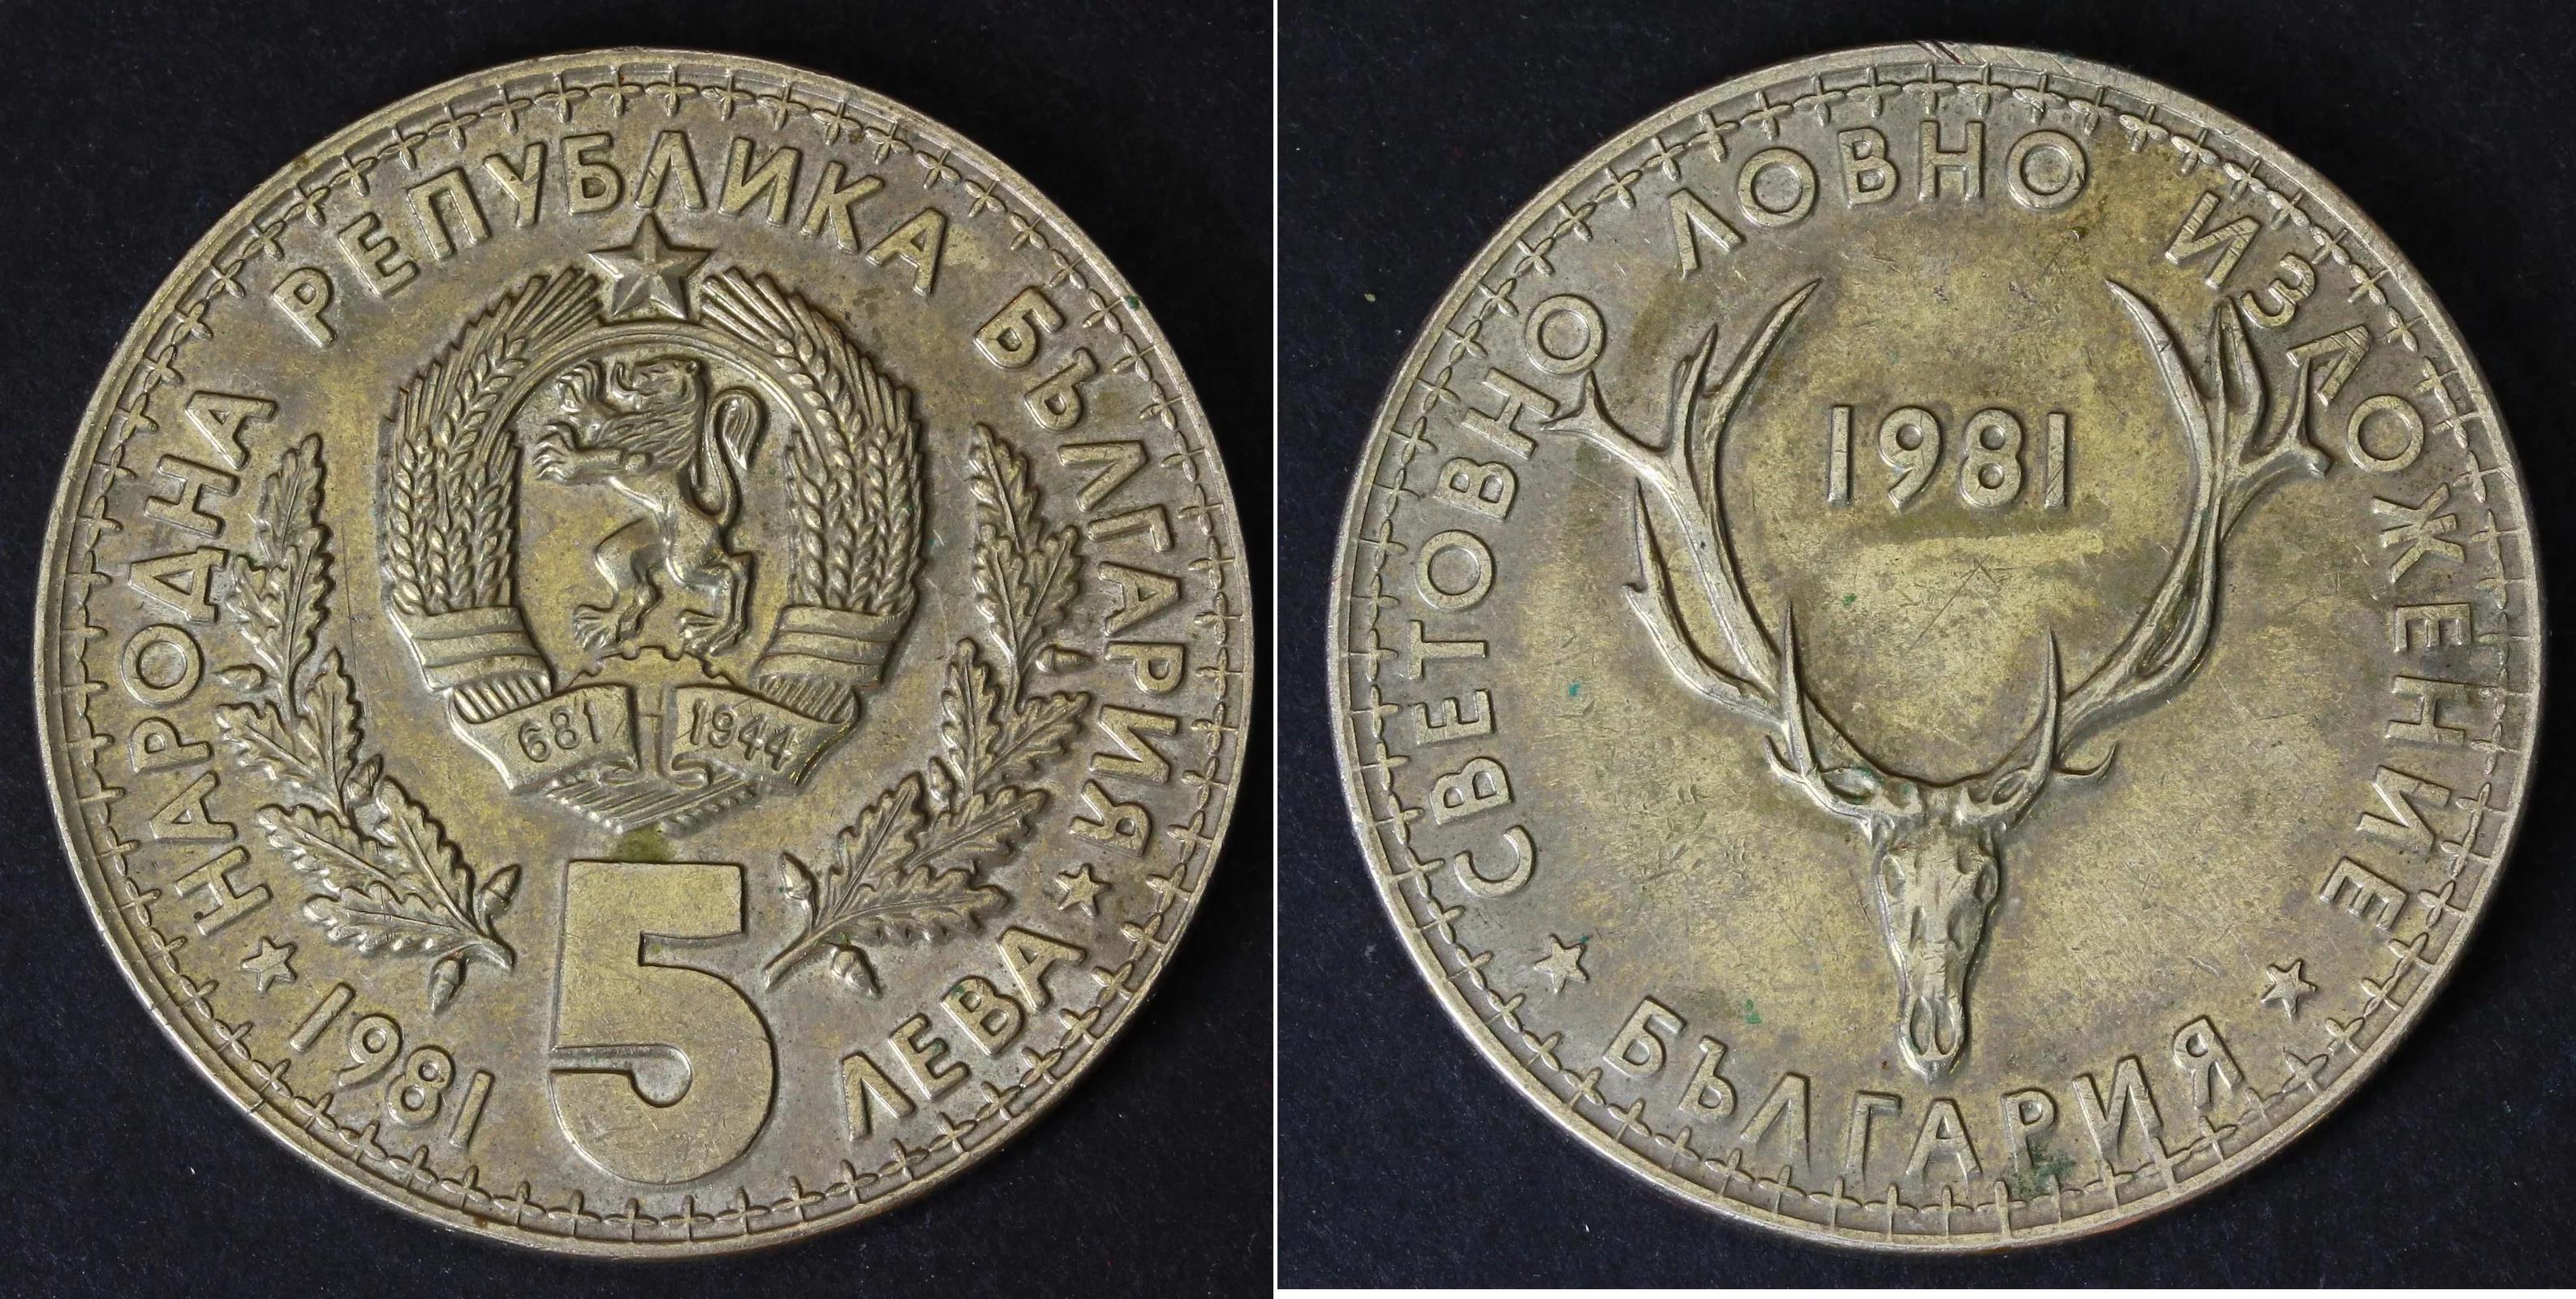 НАРОДНА РЕПУБЛИКА БЪЛГАРИЯ
681 1944
1981 5 ЛЕВА
СВЕТОВНО ЛОВНО ИЗЛОЖЕНИЕ
1981
БЪЛГАРИЯ